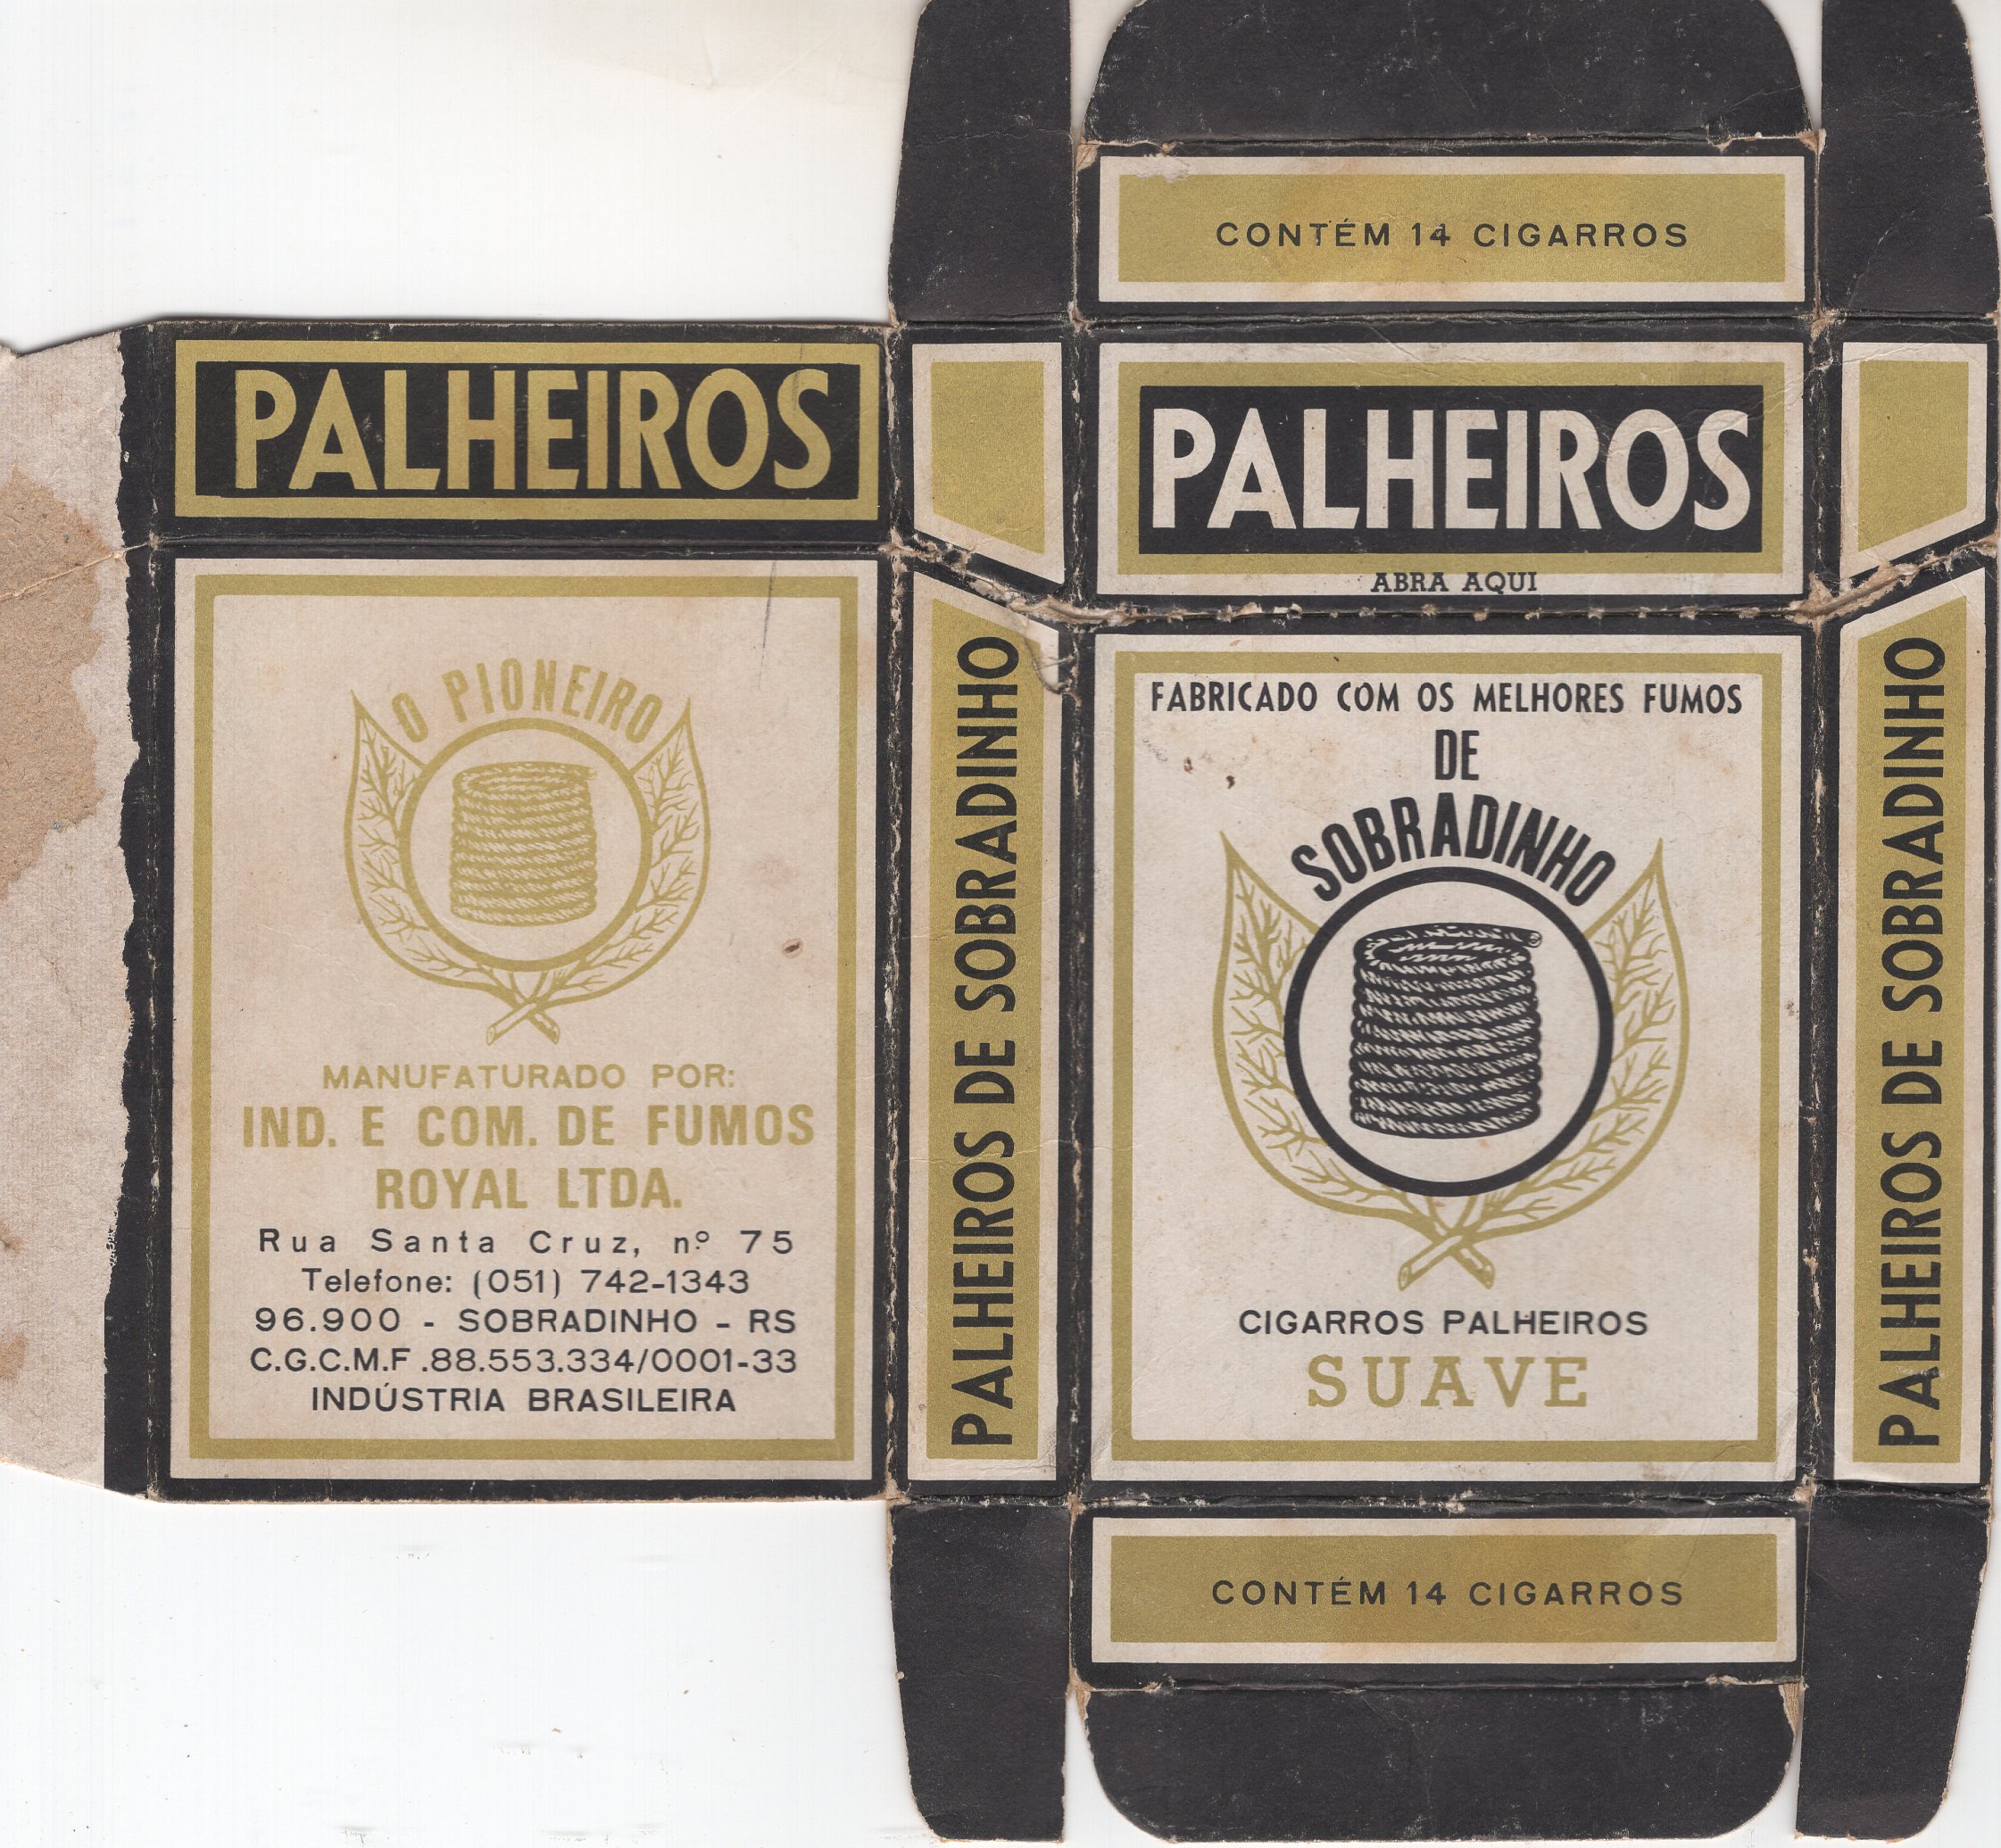 PALHEIROS
O PIONEIRO
MANUFATURADO POR:
IND. E COM. DE FUMOS
ROYAL LTDA.
Rua Santa Cruz, nº 75
Telefone: (051) 742-1343
96.900 - SOBRADINHO - RS
C.G.C.M.F .88.553.334/0001-33
INDÚSTRIA BRASILEIRA
PALHEIROS DE SOBRADINHO
CONTÉM 14 CIGARROS
PALHEIROS
ABRA AQUI
FABRICADO COM OS MELHORES FUMOS
DE
SOBRADINHO
CIGARROS PALHEIROS
SUAVE
CONTÉM 14 CIGARROS
PALHEIROS DE SOBRADINHO